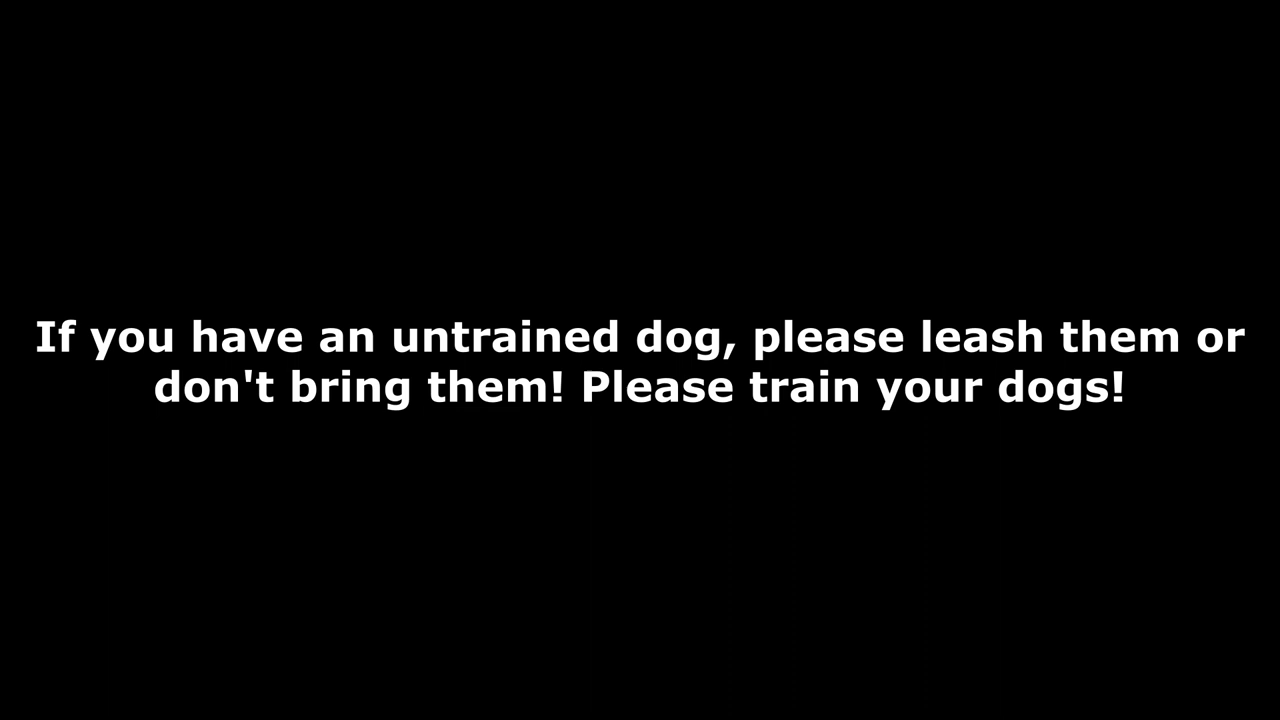 If you have an untrained dog, please leash them or
don't bring them! Please train your dogs!